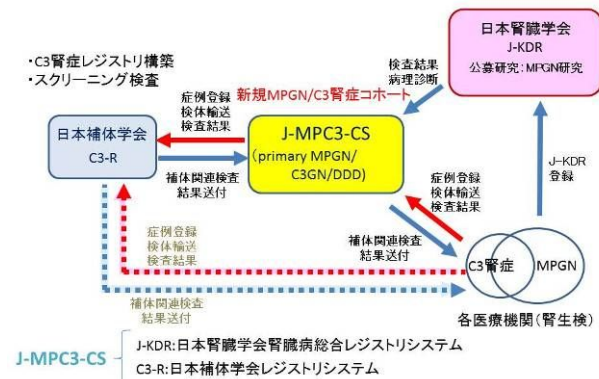 日本腎臓学会
J-KDR
公募研究:MPGN研究
・C3腎症レジストリ構築
・スクリーニング検査
検査結果
病理診断
新規MPGN/C3腎症コホート
症例登録
検体輸送
検査結果
日本補体学会
C3-R
J-MPC3-CS
(primary MPGN/
C3GN/DDD)
補体関連検査
結果送付
症例登録
検体輸送
検査結果
J-KDR
登録
補体関連検査
結果送付
症例登録
検体輸送
検査結果
C3腎症
MPGN
補体関連検査
結果送付
各医療機関(腎生検)
J-MPC3-CS
J-KDR:日本腎臓学会腎臓病総合レジストリシステム
C3-R:日本補体学会レジストリシステム